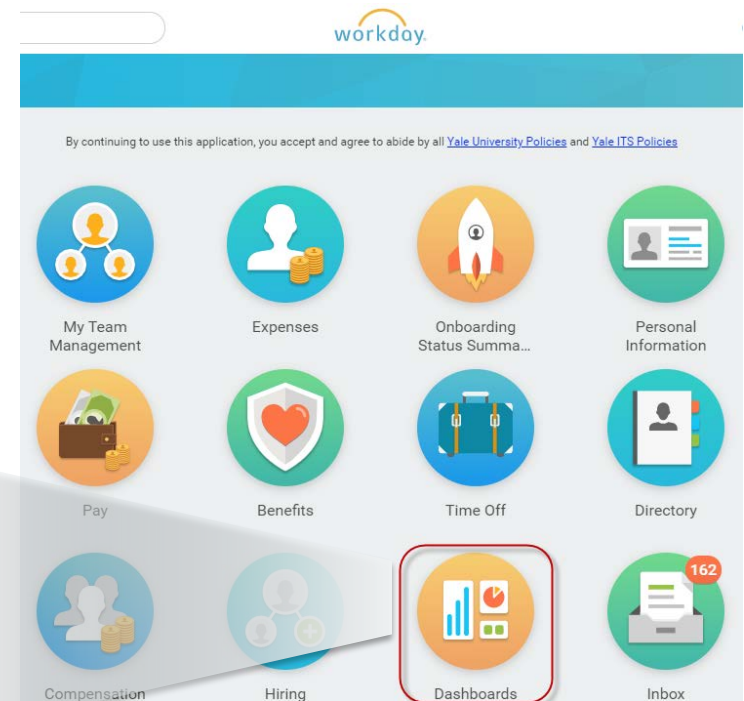 workday.
By continuing to use this application, you accept and agree to abide by all Yale University Policies and Yale ITS Policies
My Team
Management
Expenses
Onboarding
Status Summa...
Personal
Information
Pay
Benefits
Time Off
Directory
162
Compensation
Hiring
Dashboards
Inbox